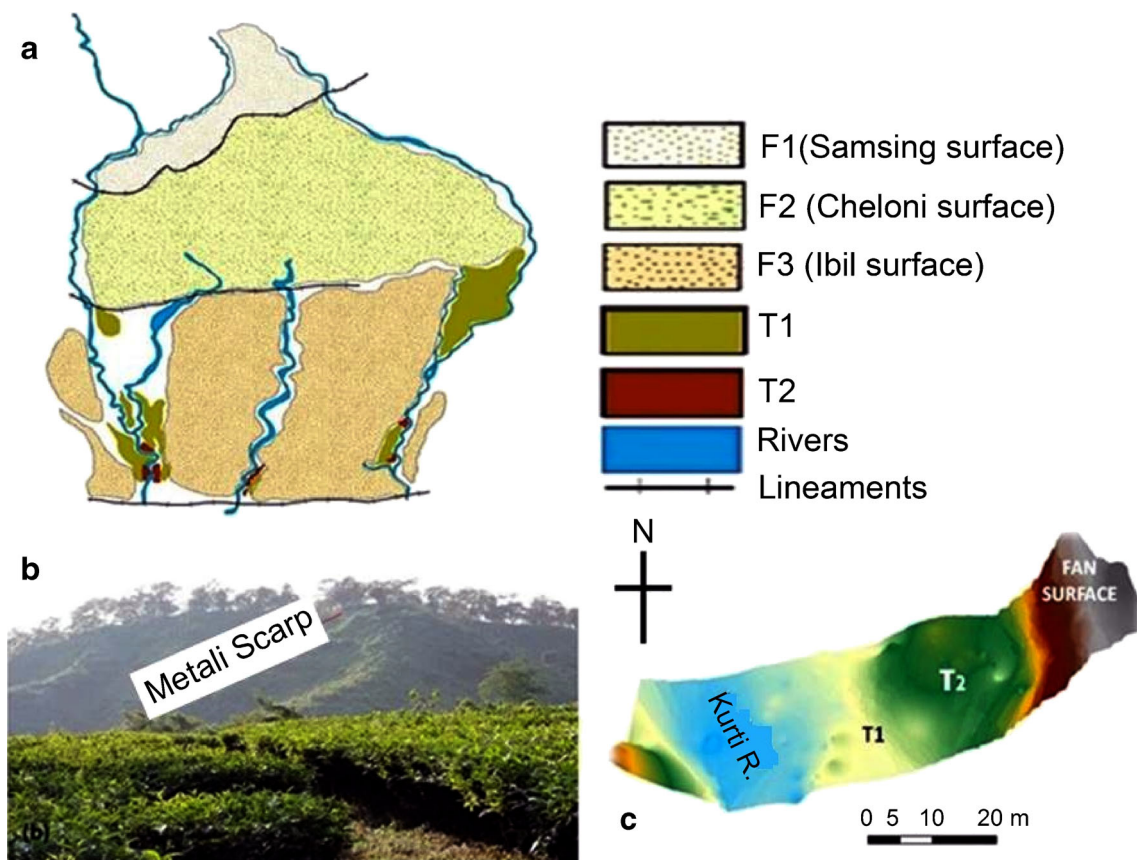 a
F1(Samsing surface)
F2 (Cheloni surface)
F3 (Ibil surface)
T1
T2
Rivers
Lineaments
b
Metali Scarp
(b)
N
FAN
SURFACE
T2
T1
Kurti R.
c
0 5 10 20 m